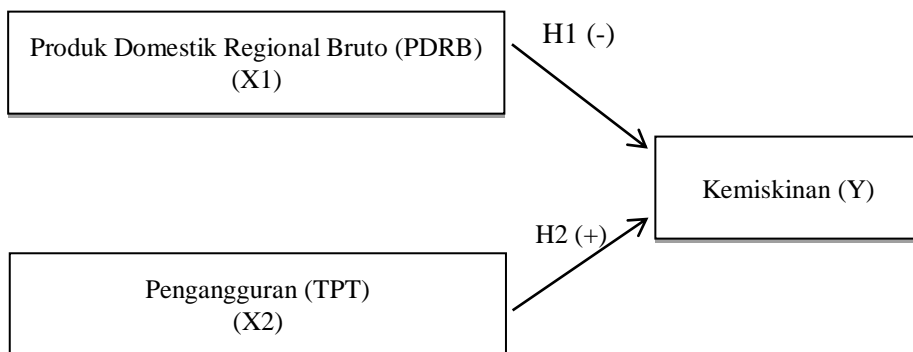 Produk Domestik Regional Bruto (PDRB)
(X1)
H1 (-)
Kemiskinan (Y)
H2 (+)
Pengangguran (TPT)
(X2)